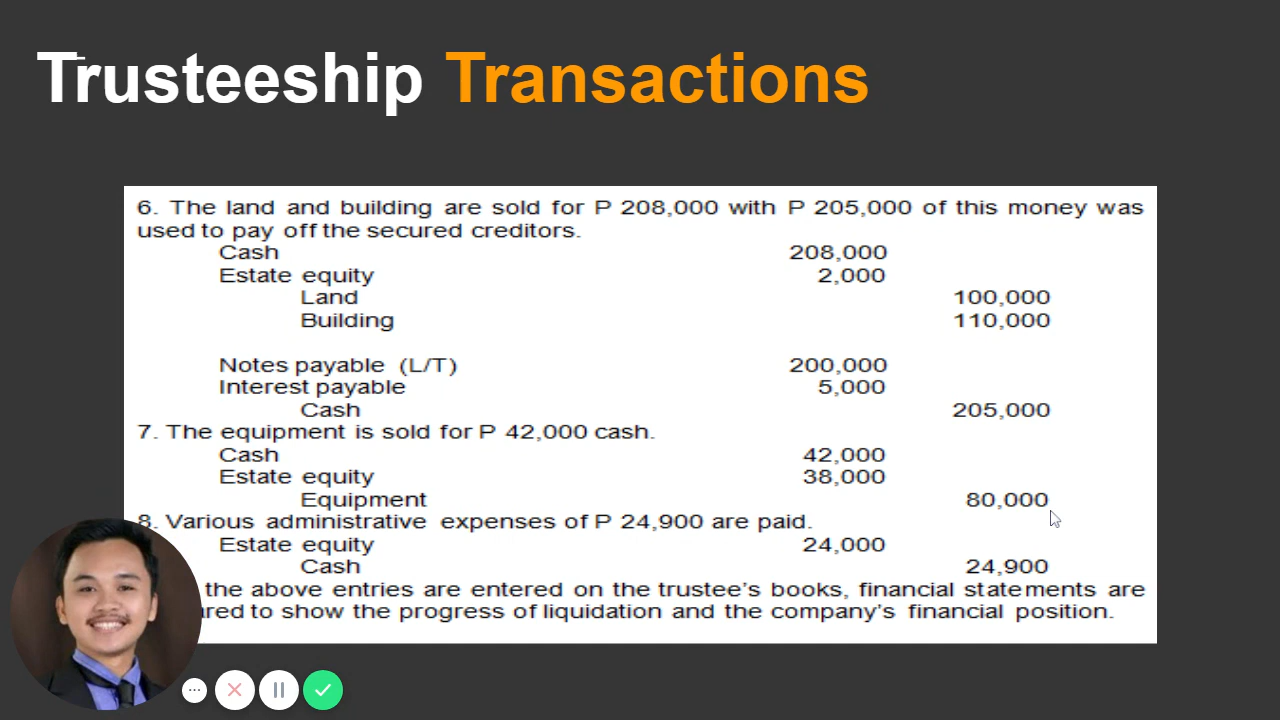 Trusteeship Transactions
6. The land and building are sold for P 208,000 with P 205,000 of this money was
used to pay off the secured creditors.
Cash 208,000
Estate equity 2,000
Land 100,000
Building 110,000
Notes payable (L/T) 200,000
Interest payable 5,000
Cash 205,000
7. The equipment is sold for P 42,000 cash.
Cash 42,000
Estate equity 38,000
Equipment 80,000
8. Various administrative expenses of P 24,900 are paid.
Estate equity 24,000
Cash 24,900
the above entries are entered on the trustee's books, financial statements are
to show the progress of liquidation and the company's financial position.